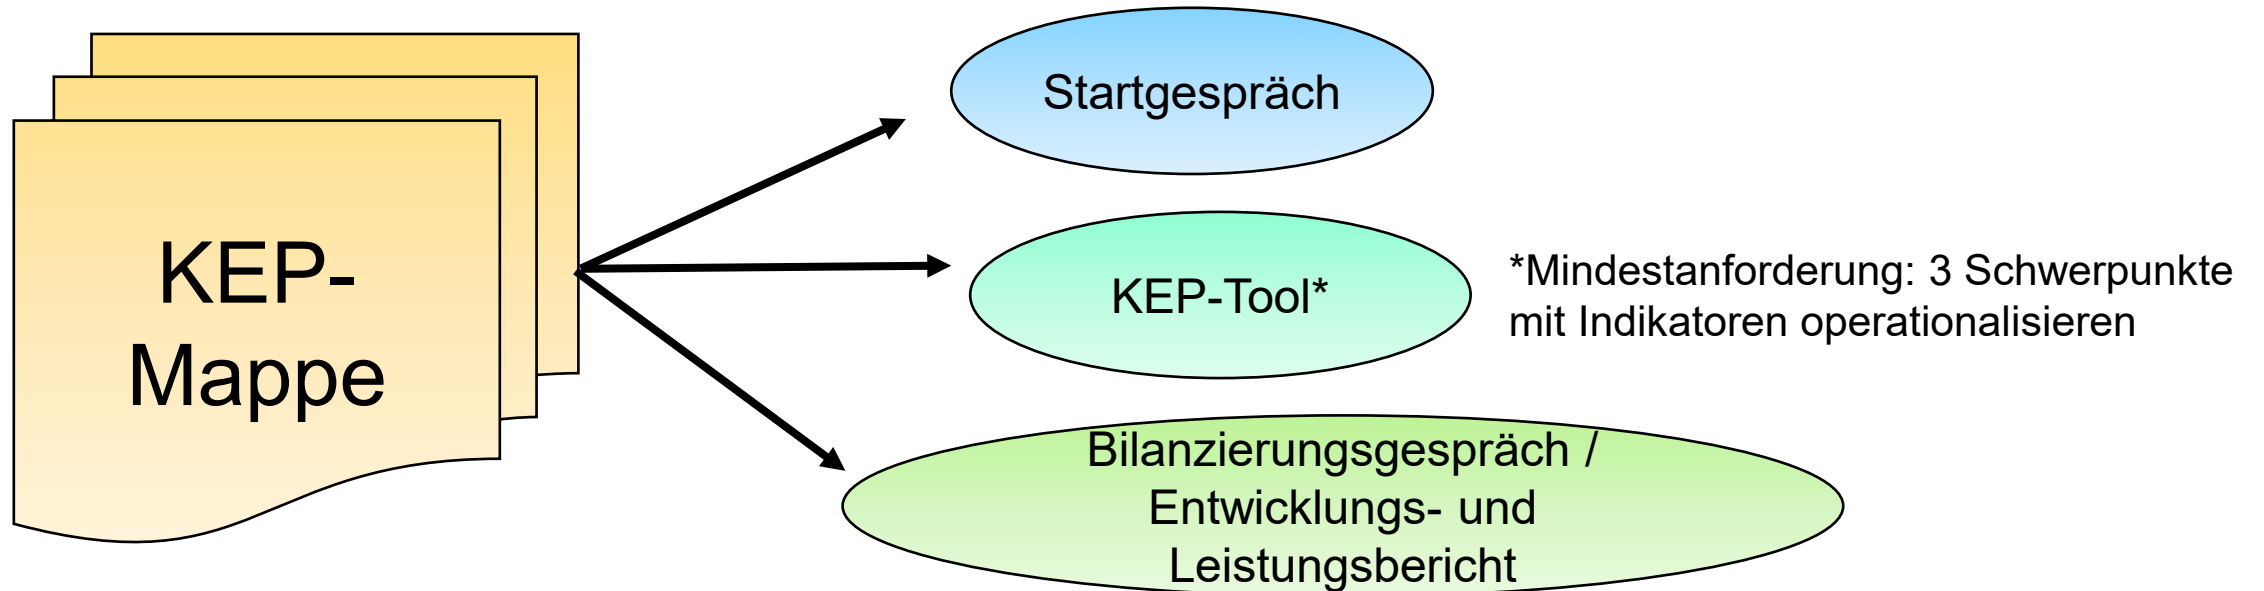 KEP-
Mappe
Startgespräch
KEP-Tool*
*Mindestanforderung: 3 Schwerpunkte
mit Indikatoren operationalisieren
Bilanzierungsgespräch /
Entwicklungs- und
Leistungsbericht